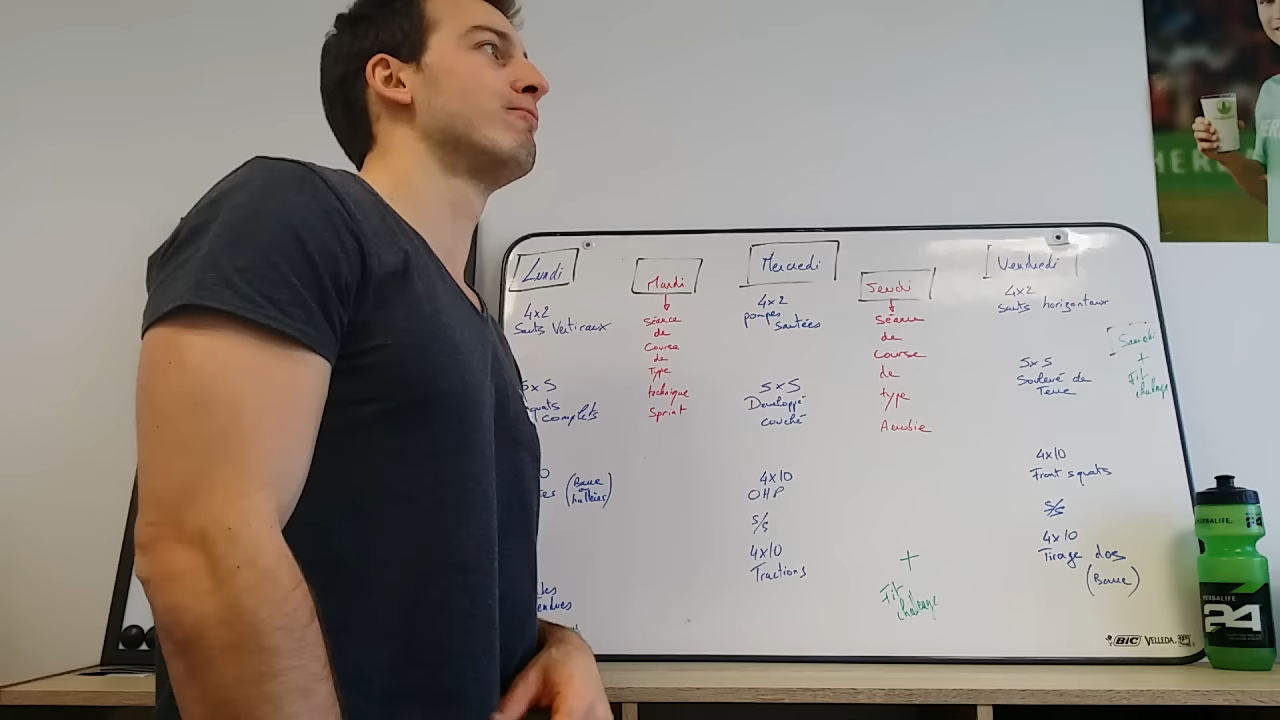 Lundi
4x2
Sauts Verticaux
5x5
squats
complets
(Barre
Mardi
Séance
de
Course
de
Type
technique
Sprint
Mercredi
4x2
pompes
sautées
5x5
Développé
couché
4x10
OHP
S/S
4x10
Tractions
Jeudi
Séance
de
course
de
type
Aérobie
+
Fit
challenge
Vendredi
4x2
Sauts horizontaux
5x5
Soulevé de
Terre
4x10
Front squats
S/S
4x10
Tirage dos
(Barre)
Samedi
+
Fit
challenge
BIC VELLEDA
HERBALIFE
24